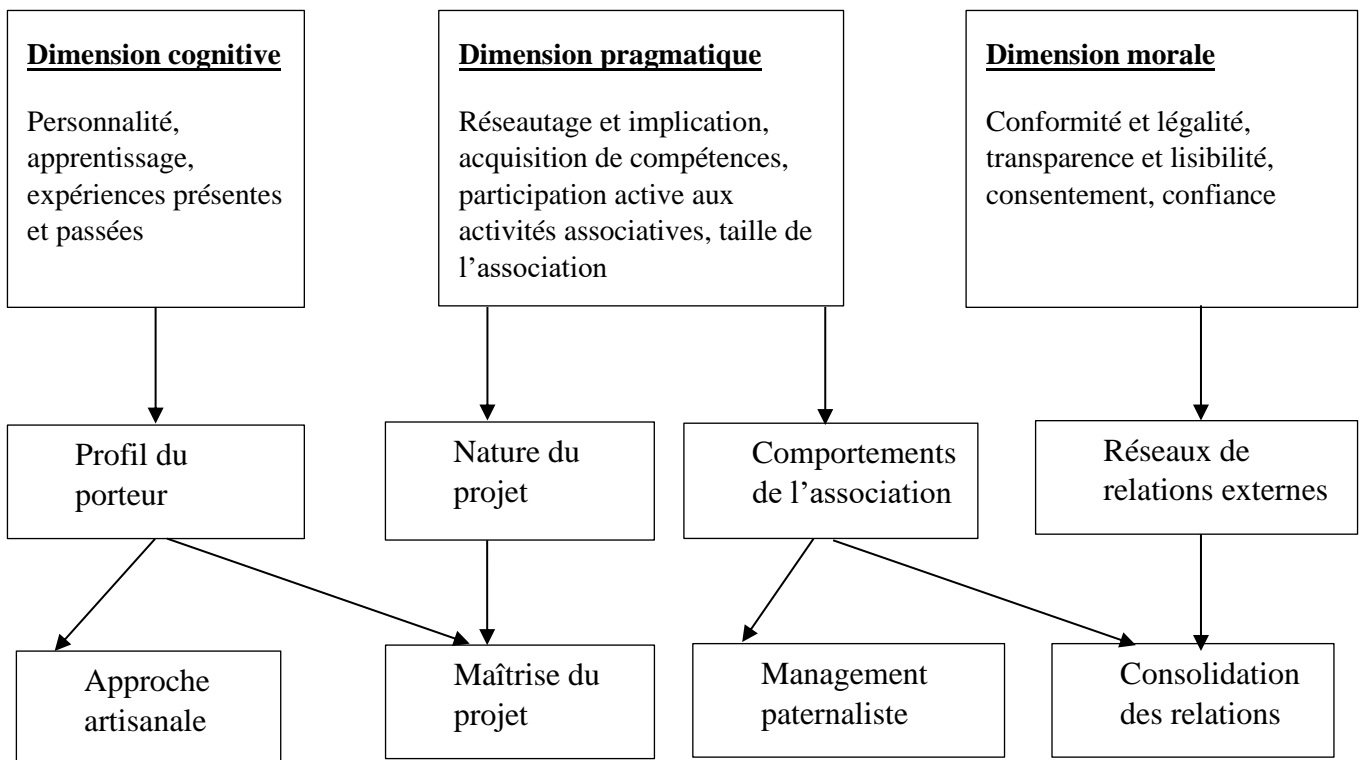 Dimension cognitive
Personnalité,
apprentissage,
expériences présentes
et passées
Dimension pragmatique
Réseautage et implication,
acquisition de compétences,
participation active aux
activités associatives, taille de
l’association
Dimension morale
Conformité et légalité,
transparence et lisibilité,
consentement, confiance
Profil du
porteur
Nature du
projet
Comportements
de l’association
Réseaux de
relations externes
Approche
artisanale
Maîtrise du
projet
Management
paternaliste
Consolidation
des relations